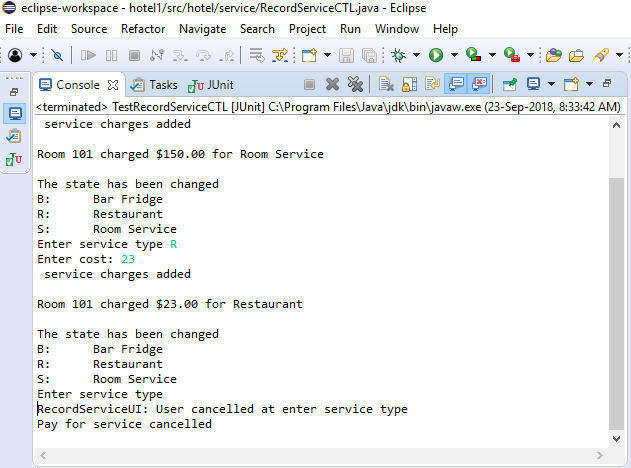 eclipse-workspace - hotel1/src/hotel/service/RecordServiceCTL.java - Eclipse
File Edit Source Refactor Navigate Search Project Run Window Help
Console Tasks JUnit
<terminated> TestRecordServiceCTL [JUnit] C:\Program Files\Java\jdk\bin\javaw.exe (23-Sep-2018, 8:33:42 AM)
service charges added
Room 101 charged $150.00 for Room Service
The state has been changed
B: Bar Fridge
R: Restaurant
S: Room Service
Enter service type R
Enter cost: 23
service charges added
Room 101 charged $23.00 for Restaurant
The state has been changed
B: Bar Fridge
R: Restaurant
S: Room Service
Enter service type
RecordServiceUI: User cancelled at enter service type
Pay for service cancelled